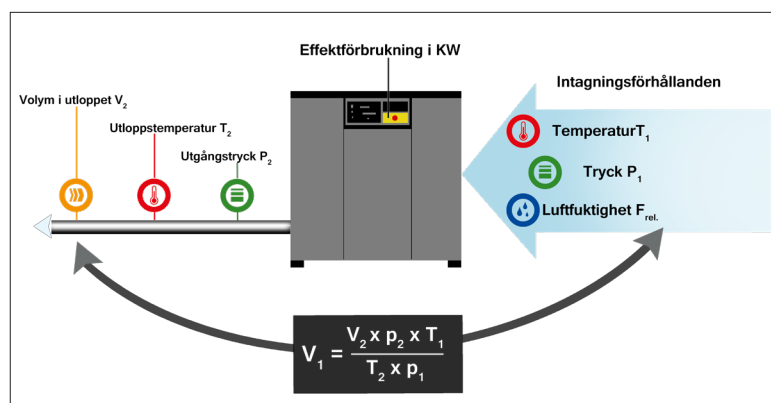 Effektförbrukning i KW
Volym i utloppet V₂
Utloppstemperatur T₂
Utgångstryck P₂
Intagningsförhållanden
TemperaturT₁
Tryck P₁
Luftfuktighet F rel.
V₁ = V₂ x p₂ x T₁ / T₂ x p₁